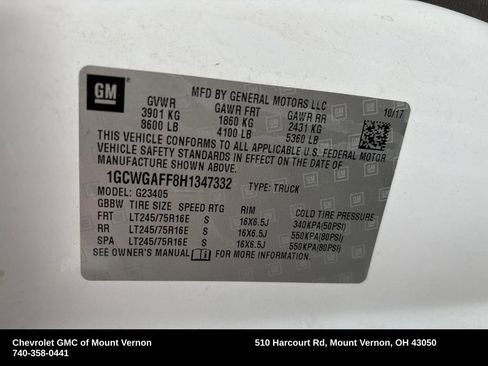 GM
MFD BY GENERAL MOTORS LLC
GVWR GAWR FRT GAWR RR 10/17
3901 KG 1860 KG 2431 KG
8600 LB 4100 LB 5360 LB
THIS VEHICLE CONFORMS TO ALL APPLICABLE U.S. FEDERAL MOTOR
VEHICLE SAFETY STANDARDS IN EFFECT ON THE DATE OF
MANUFACTURE SHOWN ABOVE.
1GCWGAFF8H1347332 TYPE: TRUCK
MODEL: G23405
GBBW TIRE SIZE SPEED RTG RIM COLD TIRE PRESSURE
FRT LT245/75R16E S 16X6.5J 340KPA(50PSI)
RR LT245/75R16E S 16X6.5J 550KPA(80PSI)
SPA LT245/75R16E S 16X6.5J 550KPA(80PSI)
SEE OWNER'S MANUAL FOR MORE INFORMATION.
Chevrolet GMC of Mount Vernon 510 Harcourt Rd, Mount Vernon, OH 43050
740-358-0441